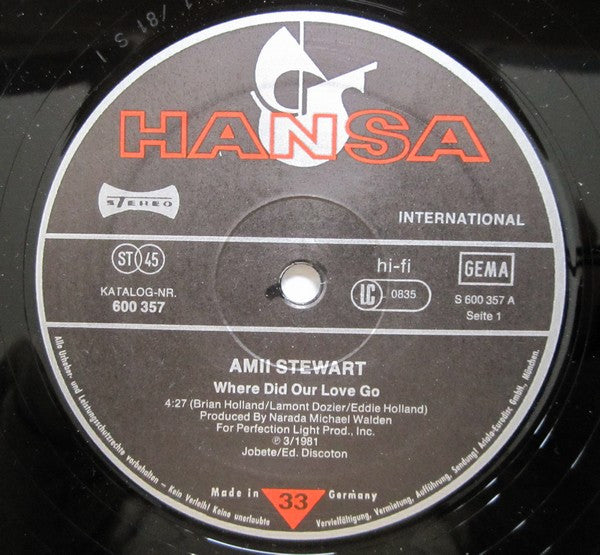 HANSA
STEREO
INTERNATIONAL
ST 45
hi-fi
GEMA
KATALOG-NR.
600 357
LC 0835
S 600 357 A
Seite 1
AMII STEWART
Where Did Our Love Go
4:27 (Brian Holland/Lamont Dozier/Eddie Holland)
Produced By Narada Michael Walden
For Perfection Light Prod., Inc.
℗ 3/1981
Jobete/Ed. Discoton
Made in 33 Germany
Alle Urheber- und Leistungsschutzrechte vorbehalten – Kein Verleih! Keine unerlaubte Vervielfältigung, Vermietung, Aufführung, Sendung! Ariola-Eurodisc GmbH., München.